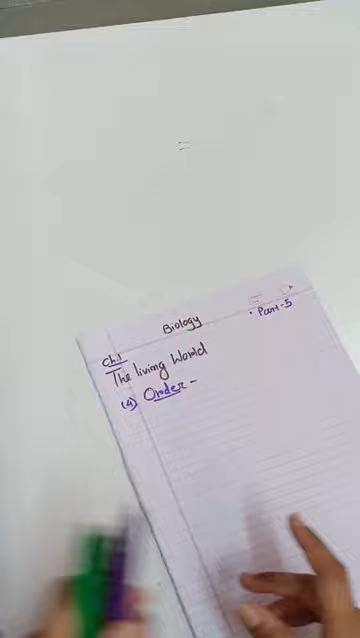 Biology
• Part-5
Ch.1
The living World
(4) Order -